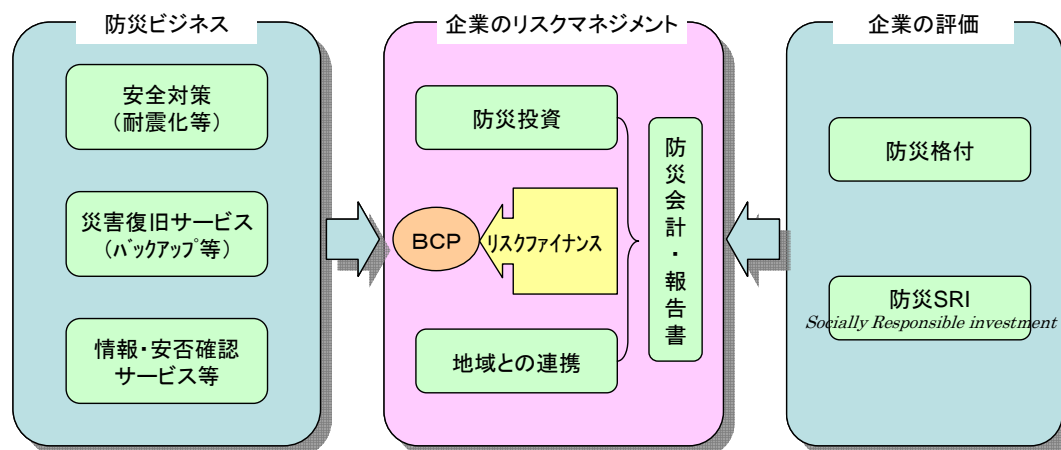 防災ビジネス
安全対策
(耐震化等)
災害復旧サービス
(ﾊﾞｯｸｱｯﾌﾟ等)
情報・安否確認
サービス等
企業のリスクマネジメント
防災投資
BCP
リスクファイナンス
地域との連携
防災会計・報告書
企業の評価
防災格付
防災SRI
Socially Responsible investment